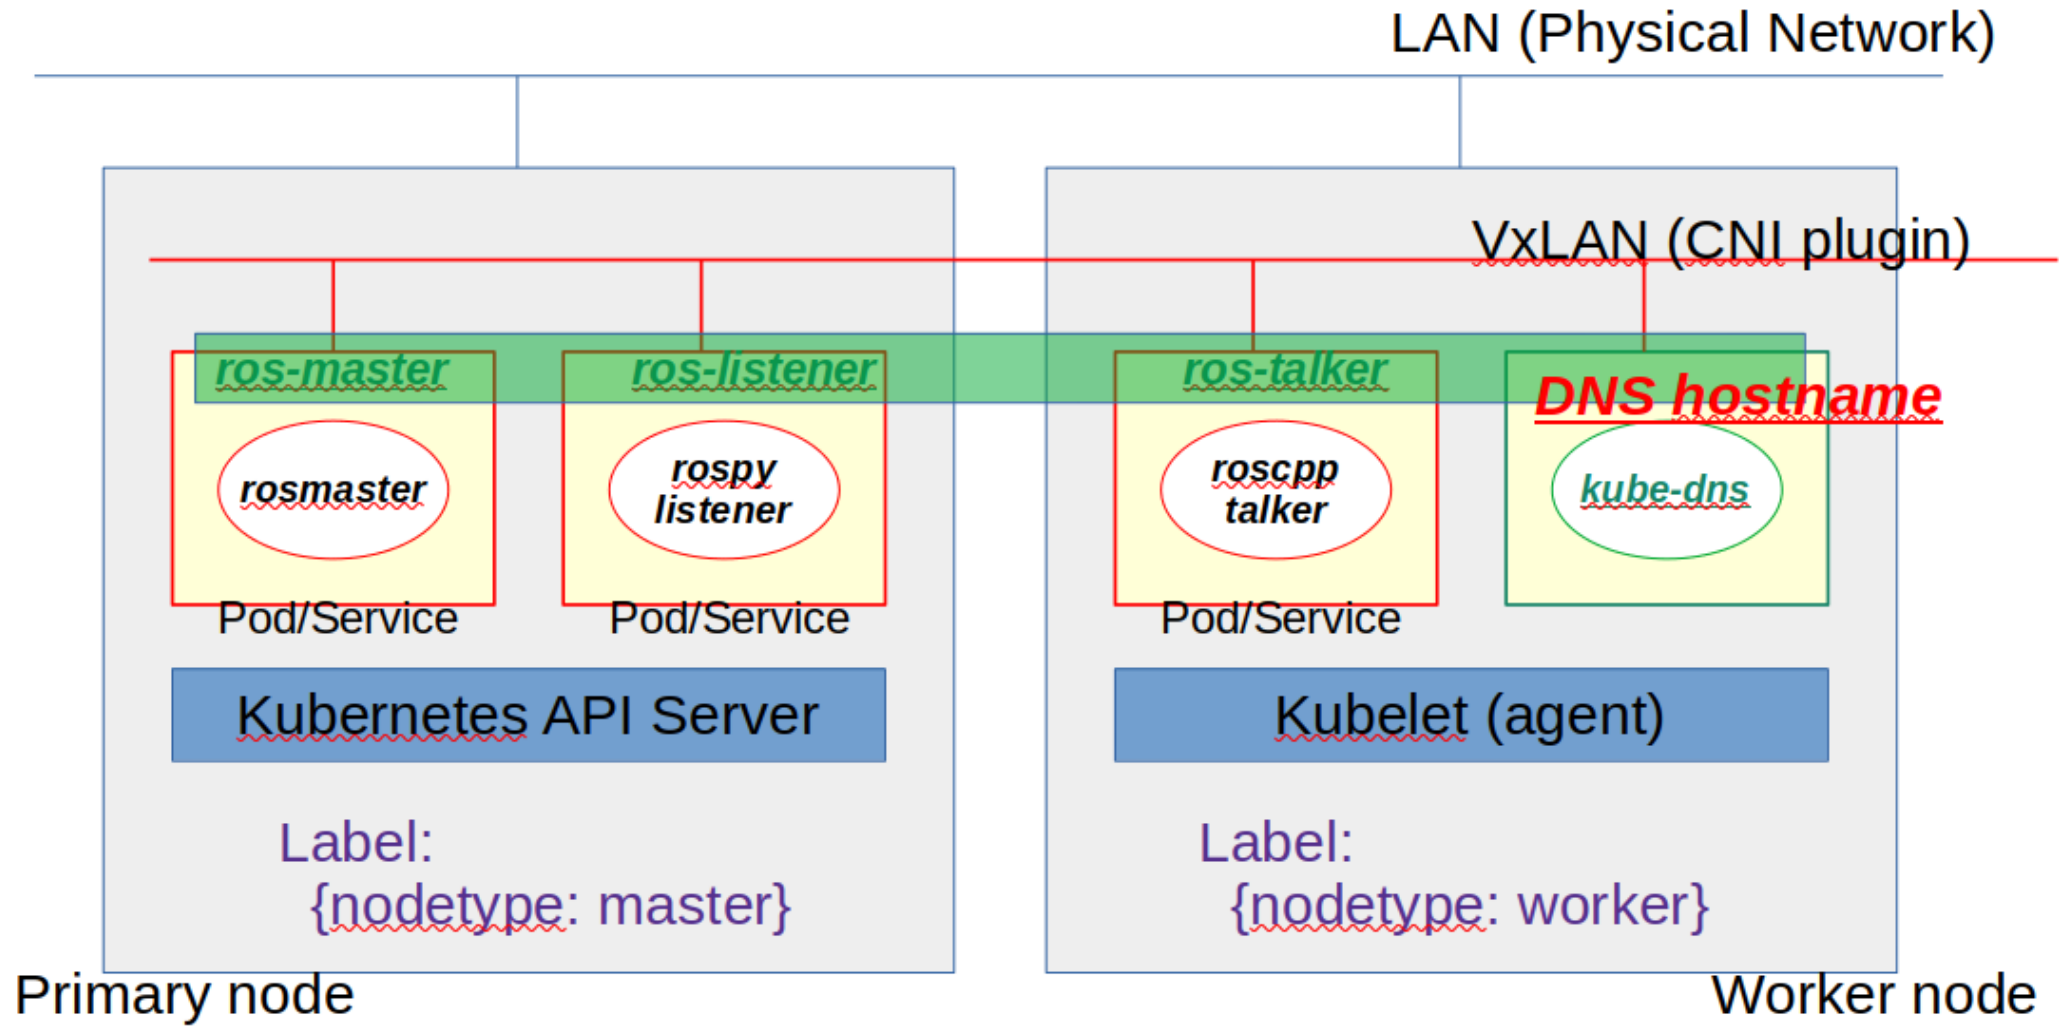 LAN (Physical Network)
VxLAN (CNI plugin)
ros-master
ros-listener
ros-talker
DNS hostname
rosmaster
rospy
listener
roscpp
talker
kube-dns
Pod/Service
Pod/Service
Pod/Service
Kubernetes API Server
Kubelet (agent)
Label:
{nodetype: master}
Label:
{nodetype: worker}
Primary node
Worker node